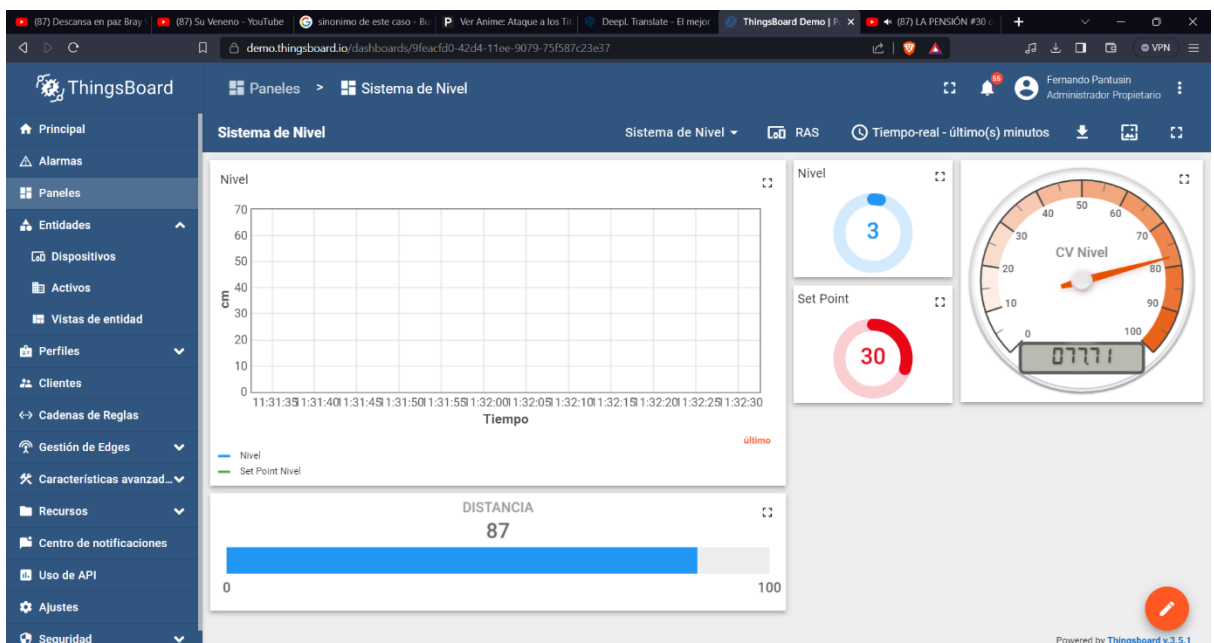 (87) Descansa en paz Bray
(87) Su Veneno - YouTube
sinonimo de este caso - Bu
Ver Anime: Ataque a los Tit
DeepL Translate - El mejor
ThingsBoard Demo | P
(87) LA PENSIÓN #30
demo.thingsboard.io/dashboards/9feacfd0-42d4-11ee-9079-75f587c23e37
VPN
ThingsBoard
Paneles > Sistema de Nivel
55
Fernando Pantusin
Administrador Propietario
Principal
Alarmas
Paneles
Entidades
Dispositivos
Activos
Vistas de entidad
Perfiles
Clientes
Cadenas de Reglas
Gestión de Edges
Características avanzad...
Recursos
Centro de notificaciones
Uso de API
Ajustes
Seguridad
Sistema de Nivel
Sistema de Nivel
RAS
Tiempo-real - último(s) minutos
Nivel
70
60
50
40
30
20
10
0
cm
11:31:35 11:31:40 11:31:45 11:31:50 11:31:55 11:32:00 11:32:05 11:32:10 11:32:15 11:32:20 11:32:25 11:32:30
Tiempo
último
Nivel
Set Point Nivel
Nivel
3
Set Point
30
CV Nivel
0
10
20
30
40
50
60
70
80
90
100
077.71
DISTANCIA
87
0
100
Powered by Thingsboard v.3.5.1